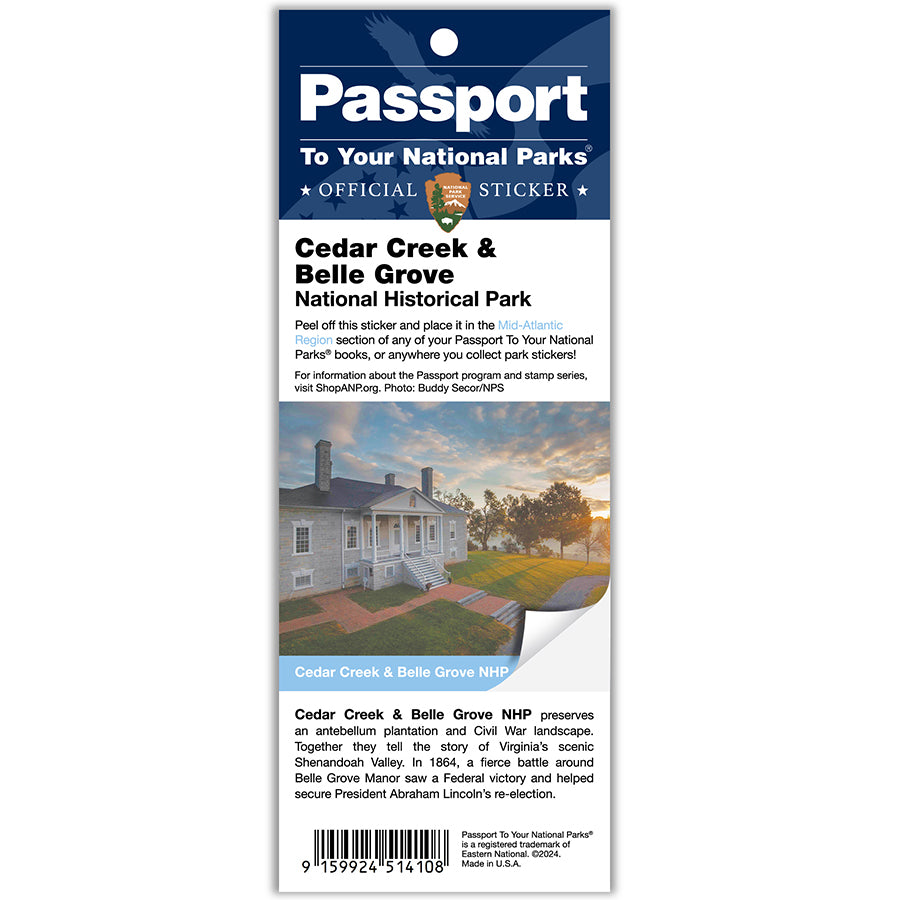 Passport
To Your National Parks®
★ OFFICIAL STICKER ★
NATIONAL
PARK
SERVICE
Cedar Creek &
Belle Grove
National Historical Park
Peel off this sticker and place it in the Mid-Atlantic
Region section of any of your Passport To Your National
Parks® books, or anywhere you collect park stickers!
For information about the Passport program and stamp series,
visit ShopANP.org. Photo: Buddy Secor/NPS
Cedar Creek & Belle Grove NHP
Cedar Creek & Belle Grove NHP preserves
an antebellum plantation and Civil War landscape.
Together they tell the story of Virginia's scenic
Shenandoah Valley. In 1864, a fierce battle around
Belle Grove Manor saw a Federal victory and helped
secure President Abraham Lincoln's re-election.
9 159924 514108
Passport To Your National Parks®
is a registered trademark of
Eastern National. ©2024.
Made in U.S.A.